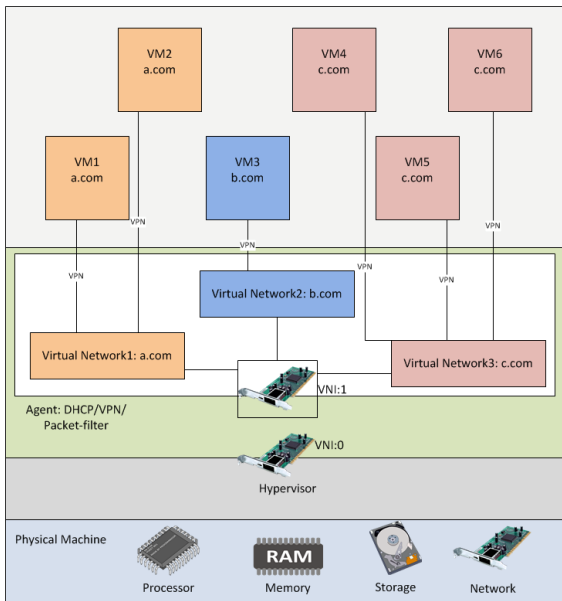 VM2
a.com
VM4
c.com
VM6
c.com
VM1
a.com
VM3
b.com
VM5
c.com
VPN
VPN
VPN
VPN
VPN
VPN
Virtual Network2: b.com
Virtual Network1: a.com
Virtual Network3: c.com
VNI:1
Agent: DHCP/VPN/
Packet-filter
VNI:0
Hypervisor
Physical Machine
RAM
Processor
Memory
Storage
Network